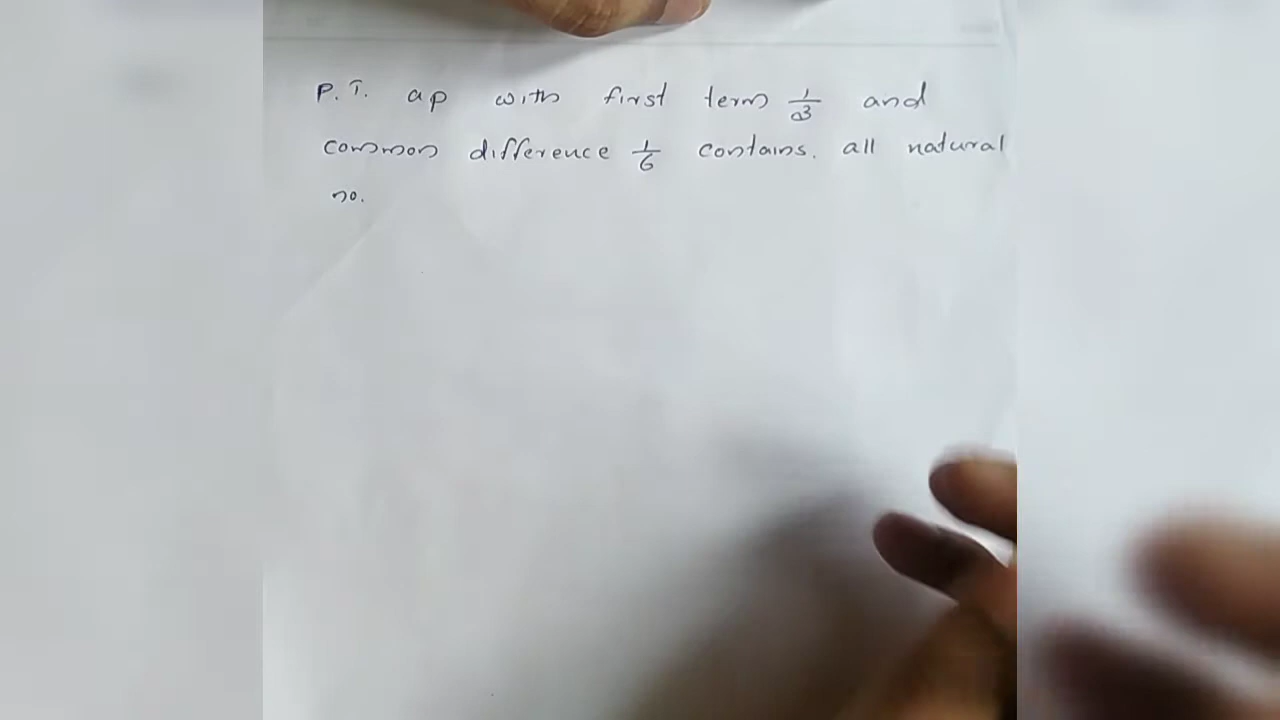 P.T. ap with first term 1/3 and
common difference 1/6 contains. all natural
no.